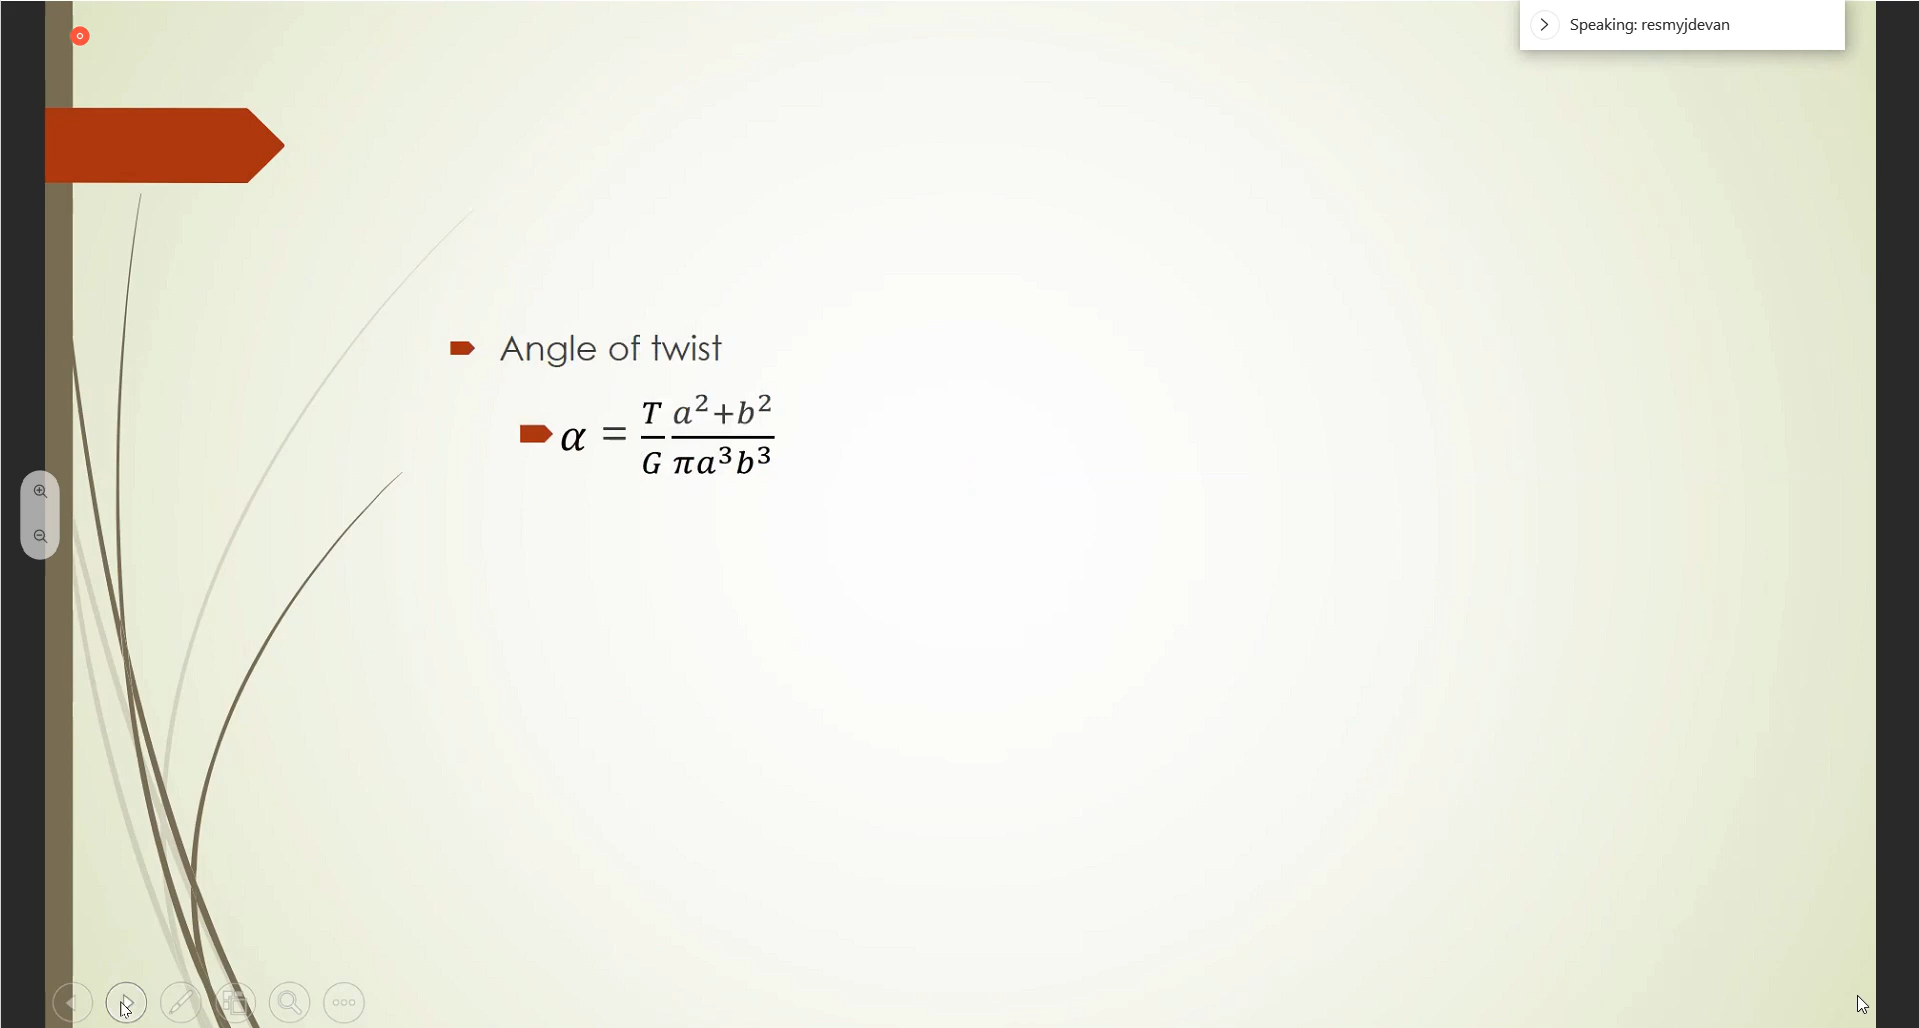 Speaking: resmyjdevan
Angle of twist
α = T/G (a²+b²)/(πa³b³)